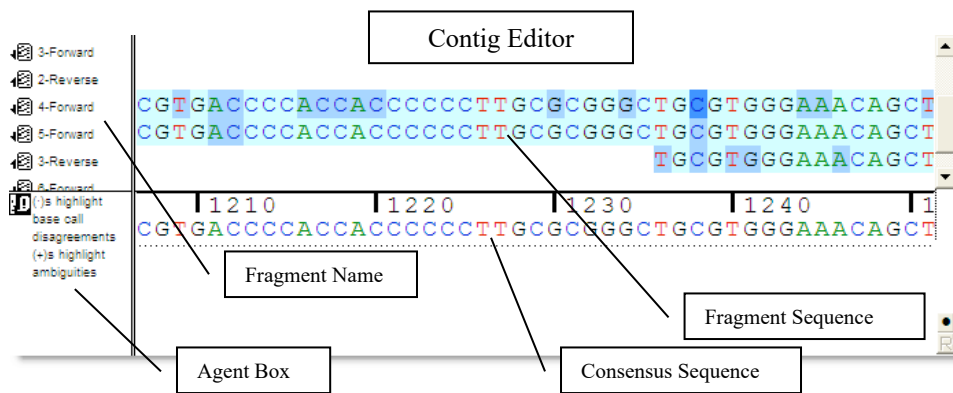 Contig Editor
3-Forward
2-Reverse
4-Forward CGTGACCCCACCACCCCCCTTGCGCGGGCTGCGTGGGAAACAGCT
5-Forward CGTGACCCCACCACCCCCCTTGCGCGGGCTGCGTGGGAAACAGCT
3-Reverse TGCGTGGGAAACAGCT
6-Forward
1210 1220 1230 1240 1
CGTGACCCCACCACCCCCCTTGCGCGGGCTGCGTGGGAAACAGCT
(·)s highlight
base call
disagreements
(+)s highlight
ambiguities
Fragment Name
Fragment Sequence
Agent Box
Consensus Sequence
R